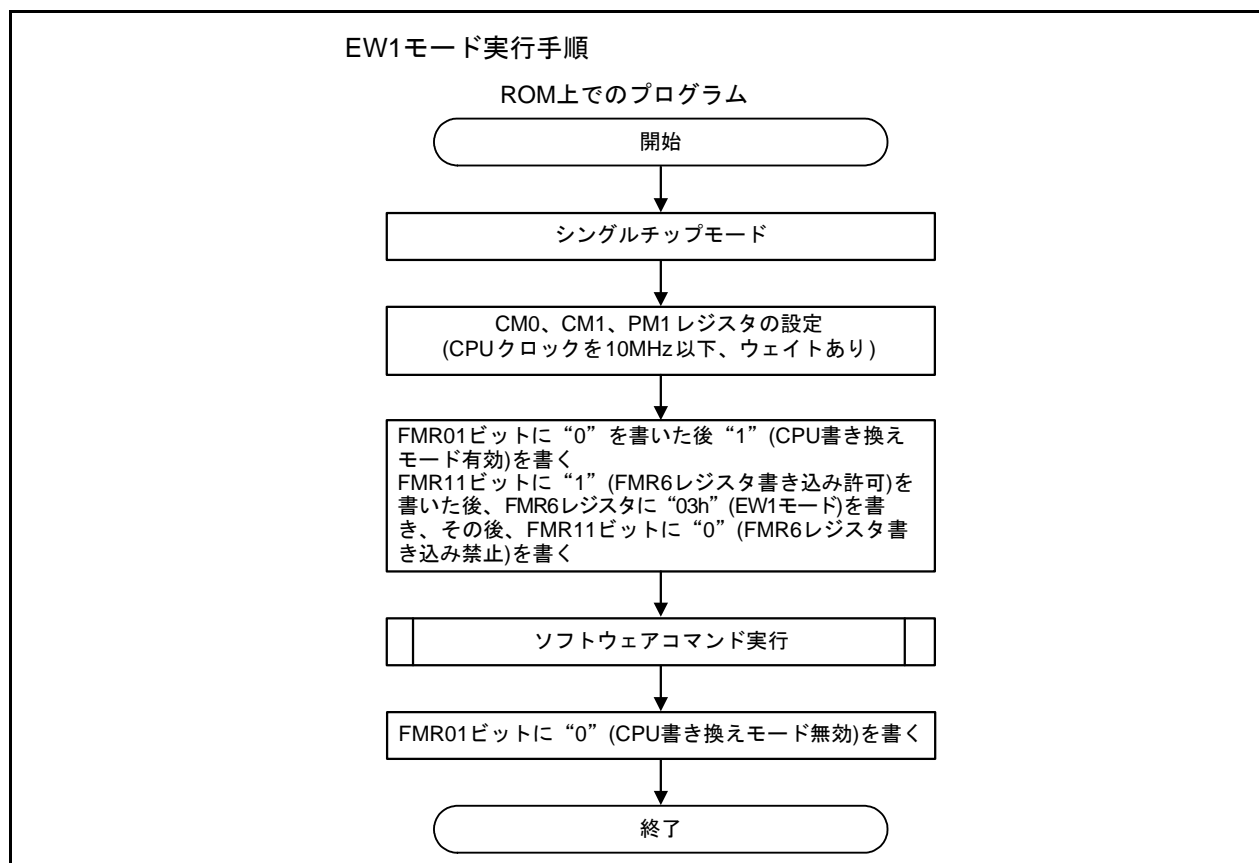 EW1モード実行手順
ROM上でのプログラム
開始
シングルチップモード
CM0、CM1、PM1レジスタの設定
(CPUクロックを10MHz以下、ウェイトあり)
FMR01ビットに“0”を書いた後“1”(CPU書き換え
モード有効)を書く
FMR11ビットに“1”(FMR6レジスタ書き込み許可)を
書いた後、FMR6レジスタに“03h”(EW1モード)を書
き、その後、FMR11ビットに“0”(FMR6レジスタ書
き込み禁止)を書く
ソフトウェアコマンド実行
FMR01ビットに“0”(CPU書き換えモード無効)を書く
終了